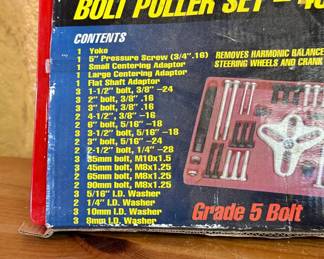 BOLT PULLER SET - 46
CONTENTS
1 Yoke
1 5" Pressure Screw (3/4".16)
1 Small Centering Adaptor
1 Large Centering Adaptor
1 Flat Shaft Adaptor
3 1-1/2" bolt, 3/8" -24
3 2" bolt, 3/8" .16
3 3" bolt, 3/8" .16
2 4-1/2", 3/8" -16
2 6" bolt, 5/16" -18
3 3-1/2" bolt, 5/16" -18
2 3" bolt, 5/16" -24
2 2-1/2" bolt, 1/4" -28
3 35mm bolt, M10x1.5
3 45mm bolt, M8x1.25
2 65mm bolt, M8x1.25
2 90mm bolt, M8x1.25
3 5/16" I.D. Washer
2 1/4" I.D. Washer
3 10mm I.D. Washer
3 8mm I.D. Washer
REMOVES HARMONIC BALANCE
STEERING WHEELS AND CRANK
Grade 5 Bolt